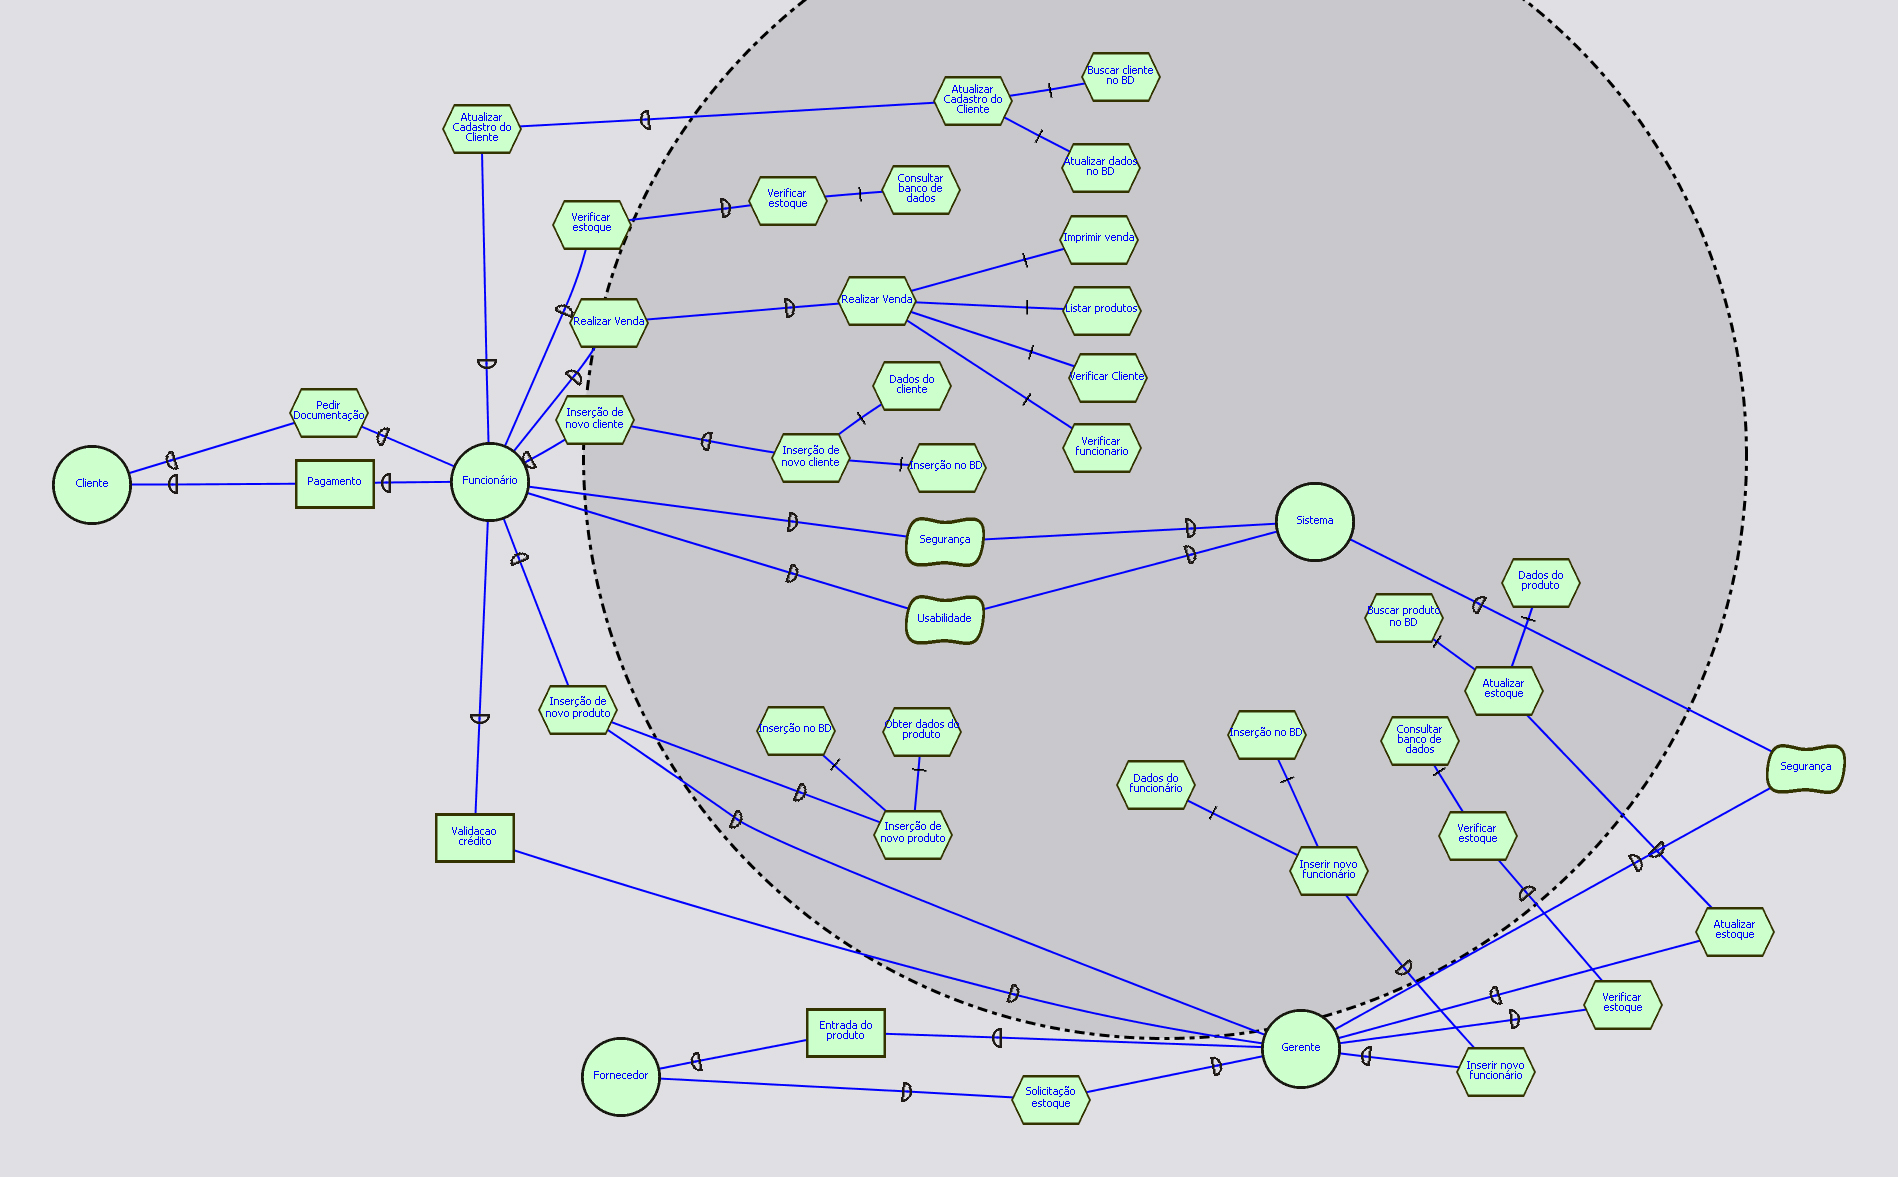 Buscar cliente
no BD
Atualizar
Cadastro do
Cliente
Atualizar
Cadastro do
Cliente
Atualizar dados
no BD
Consultar
banco de
dados
Verificar
estoque
Verificar
estoque
Imprimir venda
Realizar Venda
Listar produtos
Realizar Venda
Verificar Cliente
Dados do
cliente
Pedir
Documentação
Inserção de
novo cliente
Verificar
funcionario
Inserção de
novo cliente
Inserção no BD
Cliente
Pagamento
Funcionário
Segurança
Sistema
Dados do
produto
Buscar produto
no BD
Usabilidade
Atualizar
estoque
Inserção de
novo produto
Inserção no BD
Obter dados do
produto
Inserção no BD
Consultar
banco de
dados
Segurança
Dados do
funcionário
Validacao
crédito
Inserção de
novo produto
Verificar
estoque
Inserir novo
funcionário
Atualizar
estoque
Verificar
estoque
Entrada do
produto
Gerente
Fornecedor
Inserir novo
funcionário
Solicitação
estoque